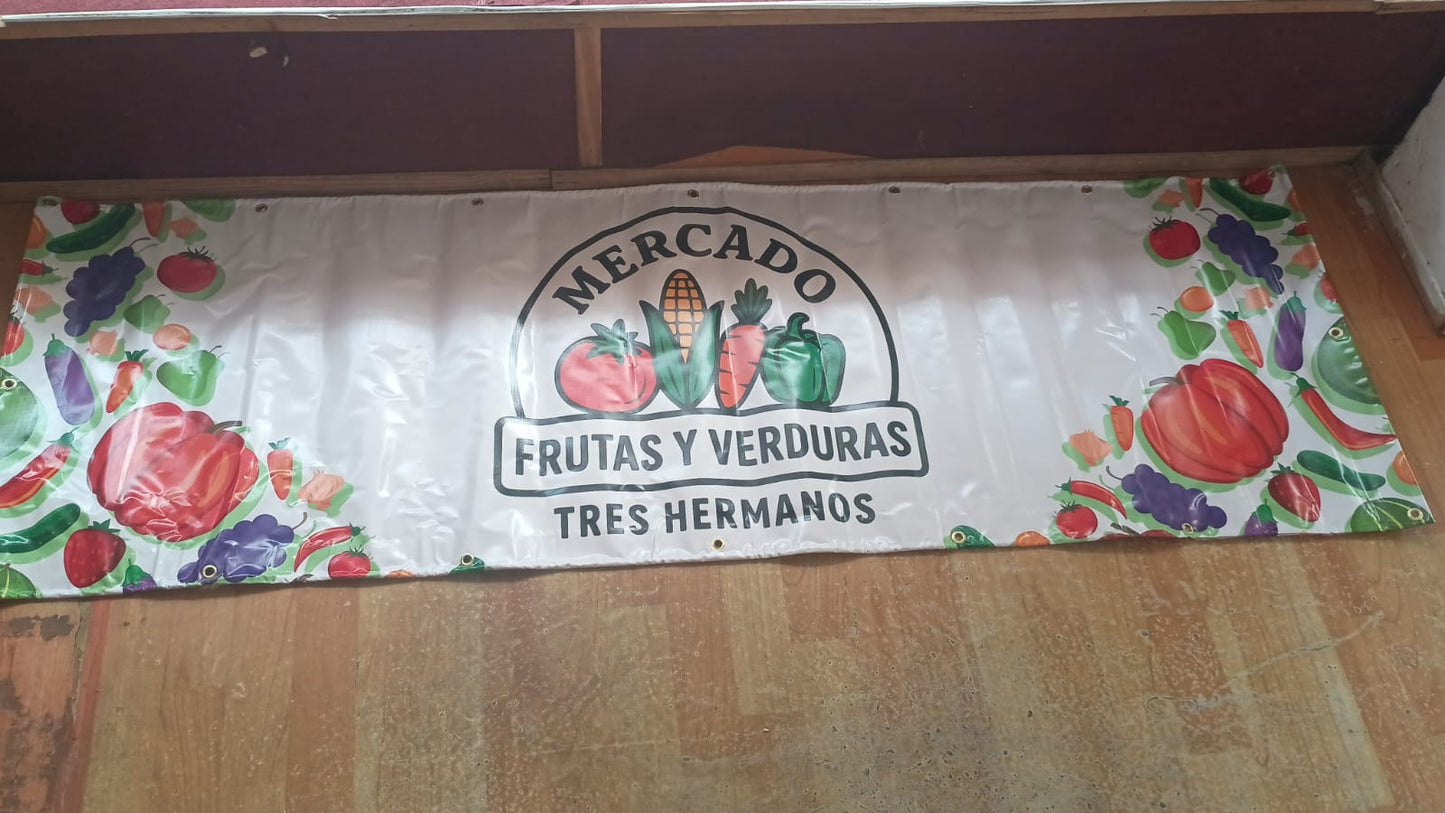 MERCADO
FRUTAS Y VERDURAS
TRES HERMANOS